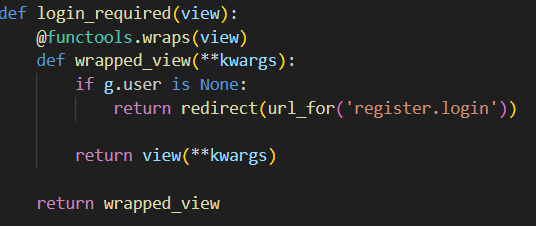 def login_required(view):
    @functools.wraps(view)
    def wrapped_view(**kwargs):
        if g.user is None:
            return redirect(url_for('register.login'))

        return view(**kwargs)

    return wrapped_view